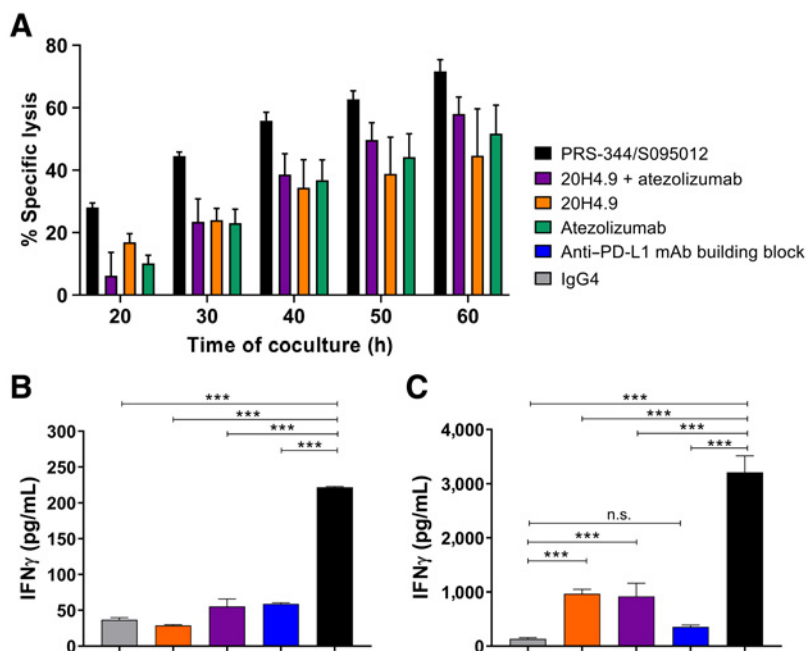 A
80
60
40
20
0
% Specific lysis
20 30 40 50 60
Time of coculture (h)
PRS-344/S095012
20H4.9 + atezolizumab
20H4.9
Atezolizumab
Anti–PD-L1 mAb building block
IgG4
B
***
***
***
***
300
250
200
150
100
50
0
IFNγ (pg/mL)
C
***
***
***
***
n.s.
***
***
4,000
3,000
2,000
1,000
0
IFNγ (pg/mL)